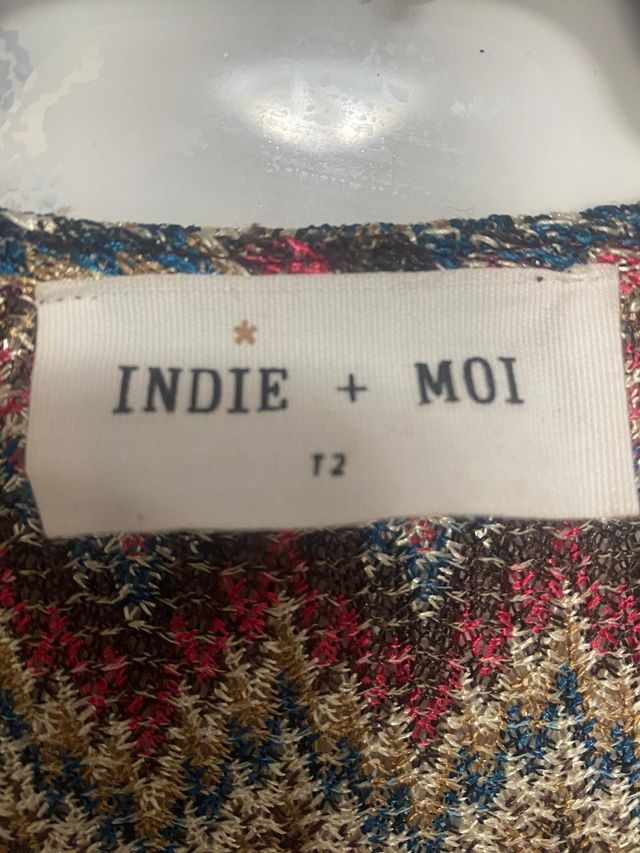 INDIE + MOI
T2